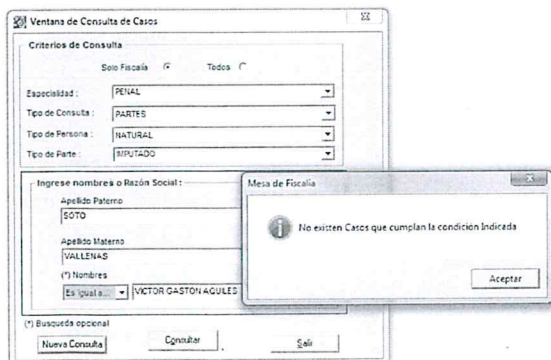 Ventana de Consulta de Casos
Criterios de Consulta
Solo Fiscalía Todos
Especialidad : PENAL
Tipo de Consulta : PARTES
Tipo de Persona : NATURAL
Tipo de Parte : IMPUTADO
Ingrese nombres o Razón Social :
Apellido Paterno
SOTO
Apellido Materno
VALLENAS
(*) Nombres
Es igual a... VICTOR GASTON AQUILES
(*) Busqueda opcional
Nueva Consulta Consultar Salir
Mesa de Fiscalía
No existen Casos que cumplan la condición Indicada
Aceptar